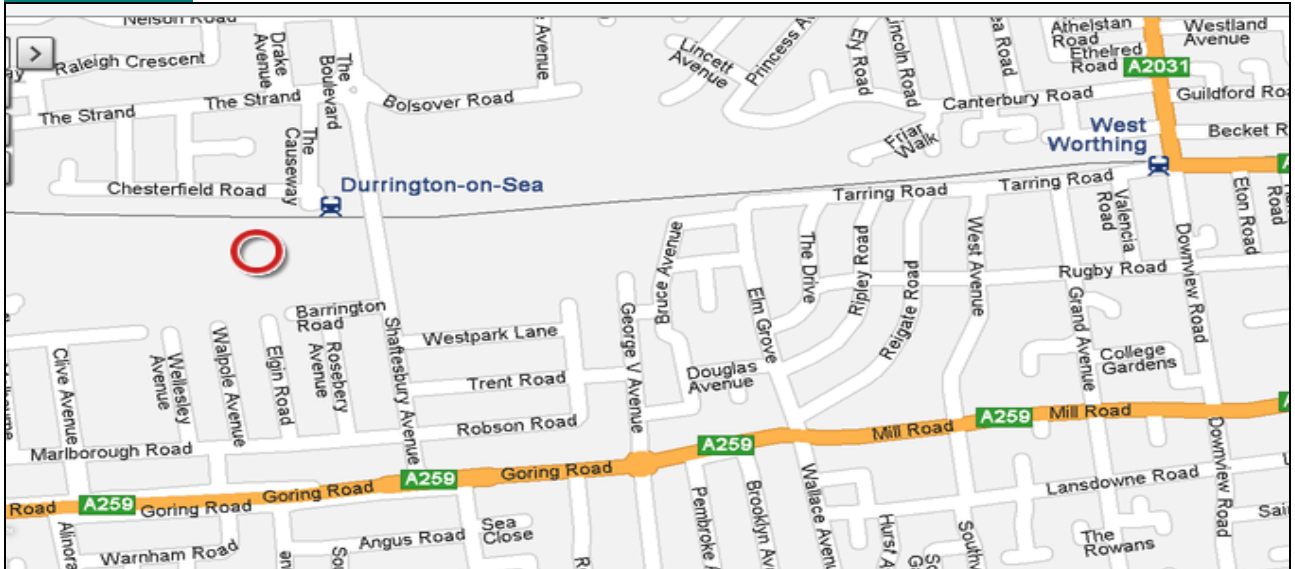 Nelson Road
Raleigh Crescent
Drake
Avenue
The
Boulevard
Avenue
Lincett
Avenue
Ely Road
Lincoln Road
Road
Athelstan
Road
Ethelred
Road
Westland
Avenue
A2031
The Strand
The Strand
Bolsover Road
Canterbury Road
Guildford
Friar
Walk
West
Worthing
Becket
Chesterfield Road
The
Causeway
Durrington-on-Sea
Tarring Road
Tarring Road
Valencia
Road
Eton Road
Road
Bruce Avenue
The Drive
Ripley Road
Reigate Road
West Avenue
Rugby Road
Downview Road
Barrington
Road
Shaftesbury Avenue
Westpark Lane
George V Avenue
Elm Grove
Grand Avenue
College
Gardens
Clive Avenue
Wellesley
Avenue
Walpole Avenue
Elgin Road
Rosebery
Avenue
Trent Road
Douglas
Avenue
Marlborough Road
Robson Road
A259
Mill Road
Mill Road
A259
Downview Road
Road
A259
Goring Road
Goring Road
A259
Goring Road
Pembroke
Brooklyn
Wallace
Lansdowne Road
Warnham Road
Angus Road
Sea
Close
Hurst
The
Rowans